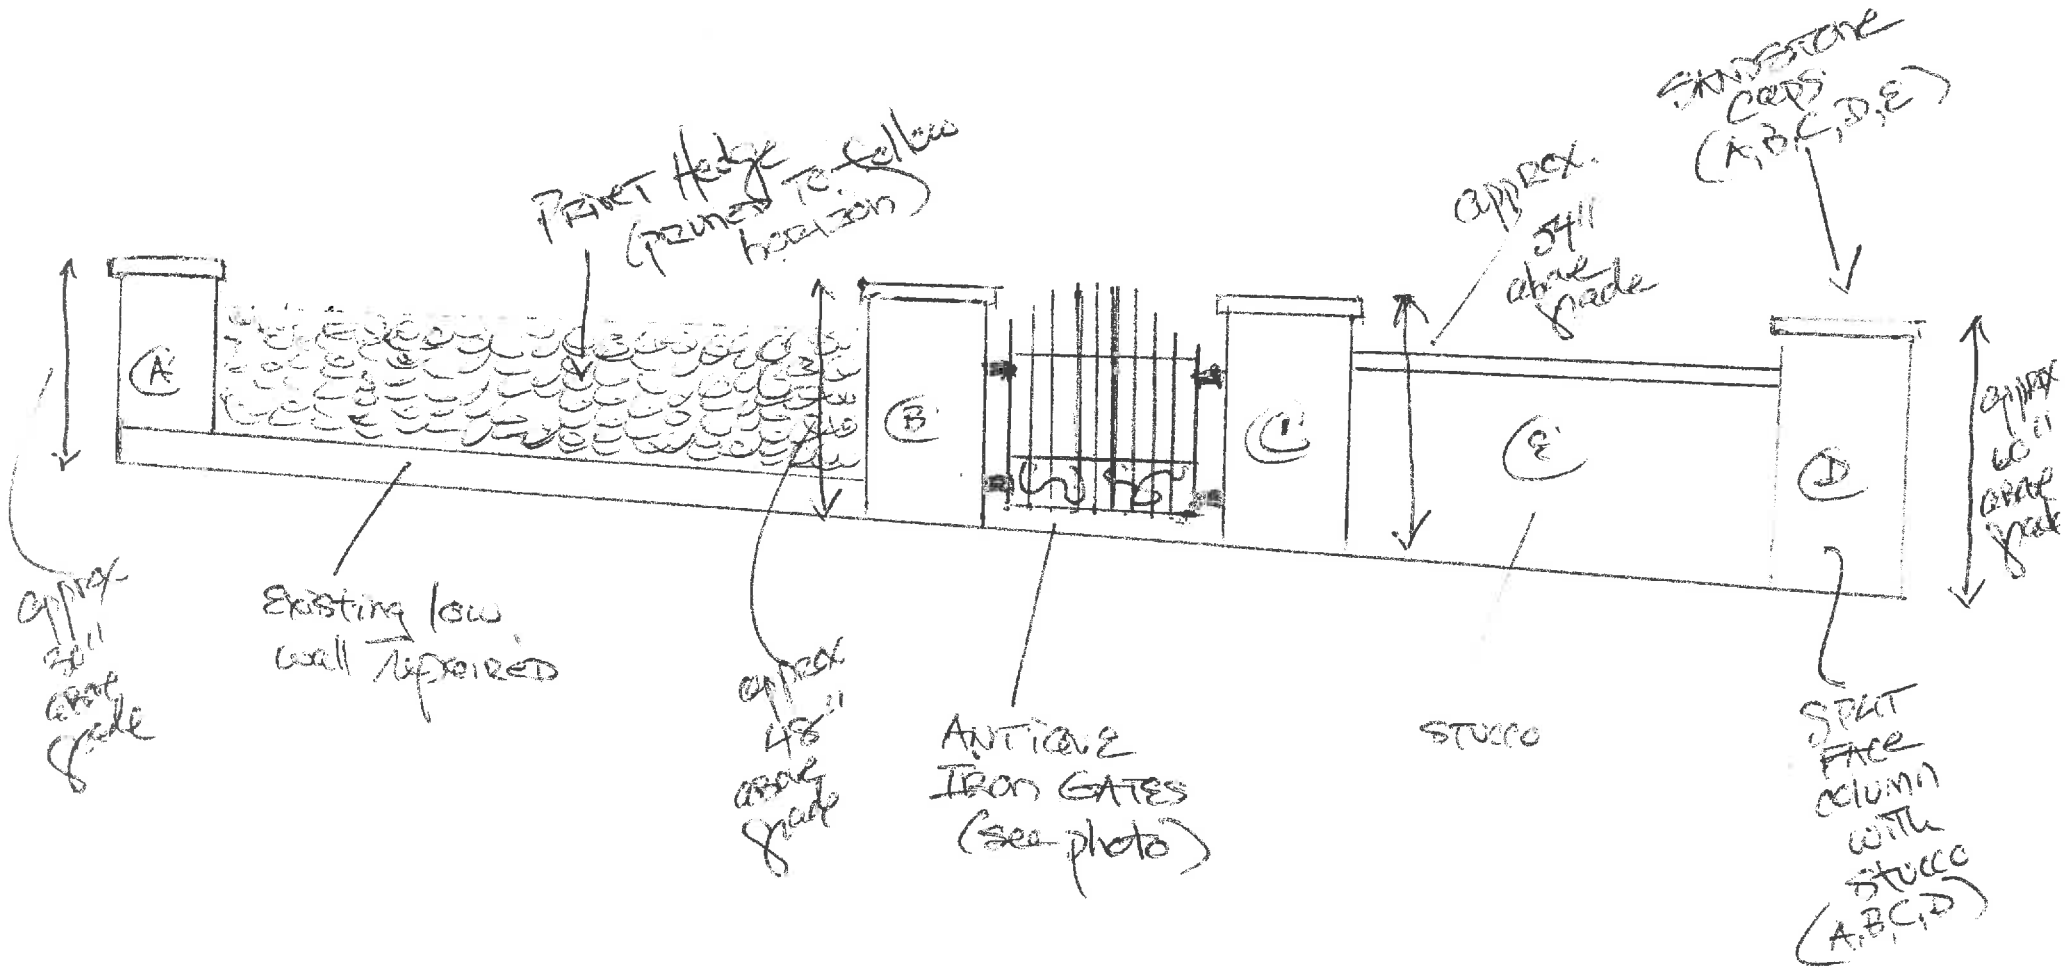 SANDSTONE
CAPS
(A,B,C,D,E)
PRIVET Hedge
(pruned To follow
horizon)
approx.
54"
above
grade
A
B
C
E
D
approx
60"
above
grade
approx.
above
grade
Existing low
wall repaired
approx
48"
above
grade
ANTIQUE
IRON GATES
(see photo)
STUCCO
SPLIT
FACE
column
with
stucco
(A,B,C,D)